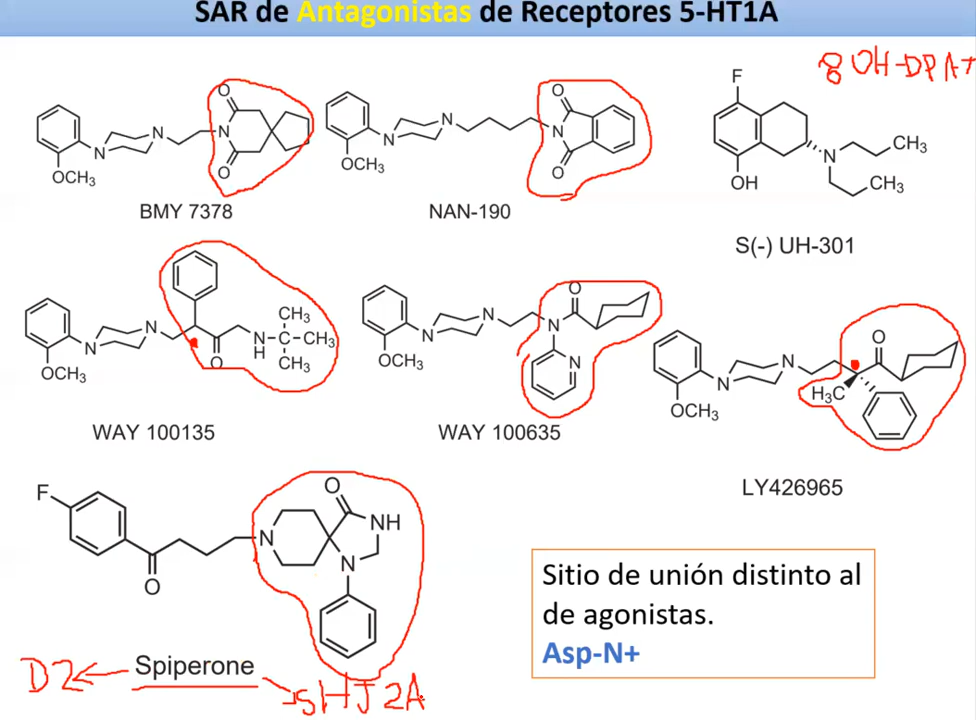 SAR de Antagonistas de Receptores 5-HT1A
8 OH-DPAT
O
N
N
N
O
OCH3
BMY 7378
O
N
N
N
O
OCH3
NAN-190
F
N
CH3
CH3
OH
S(-) UH-301
N
N
OCH3
O
N
H
CH3
CH3
CH3
WAY 100135
O
N
N
N
N
OCH3
WAY 100635
O
N
N
H3C
OCH3
LY426965
F
O
N
O
NH
N
Spiperone
D2
5HT2A
Sitio de unión distinto al
de agonistas.
Asp-N+